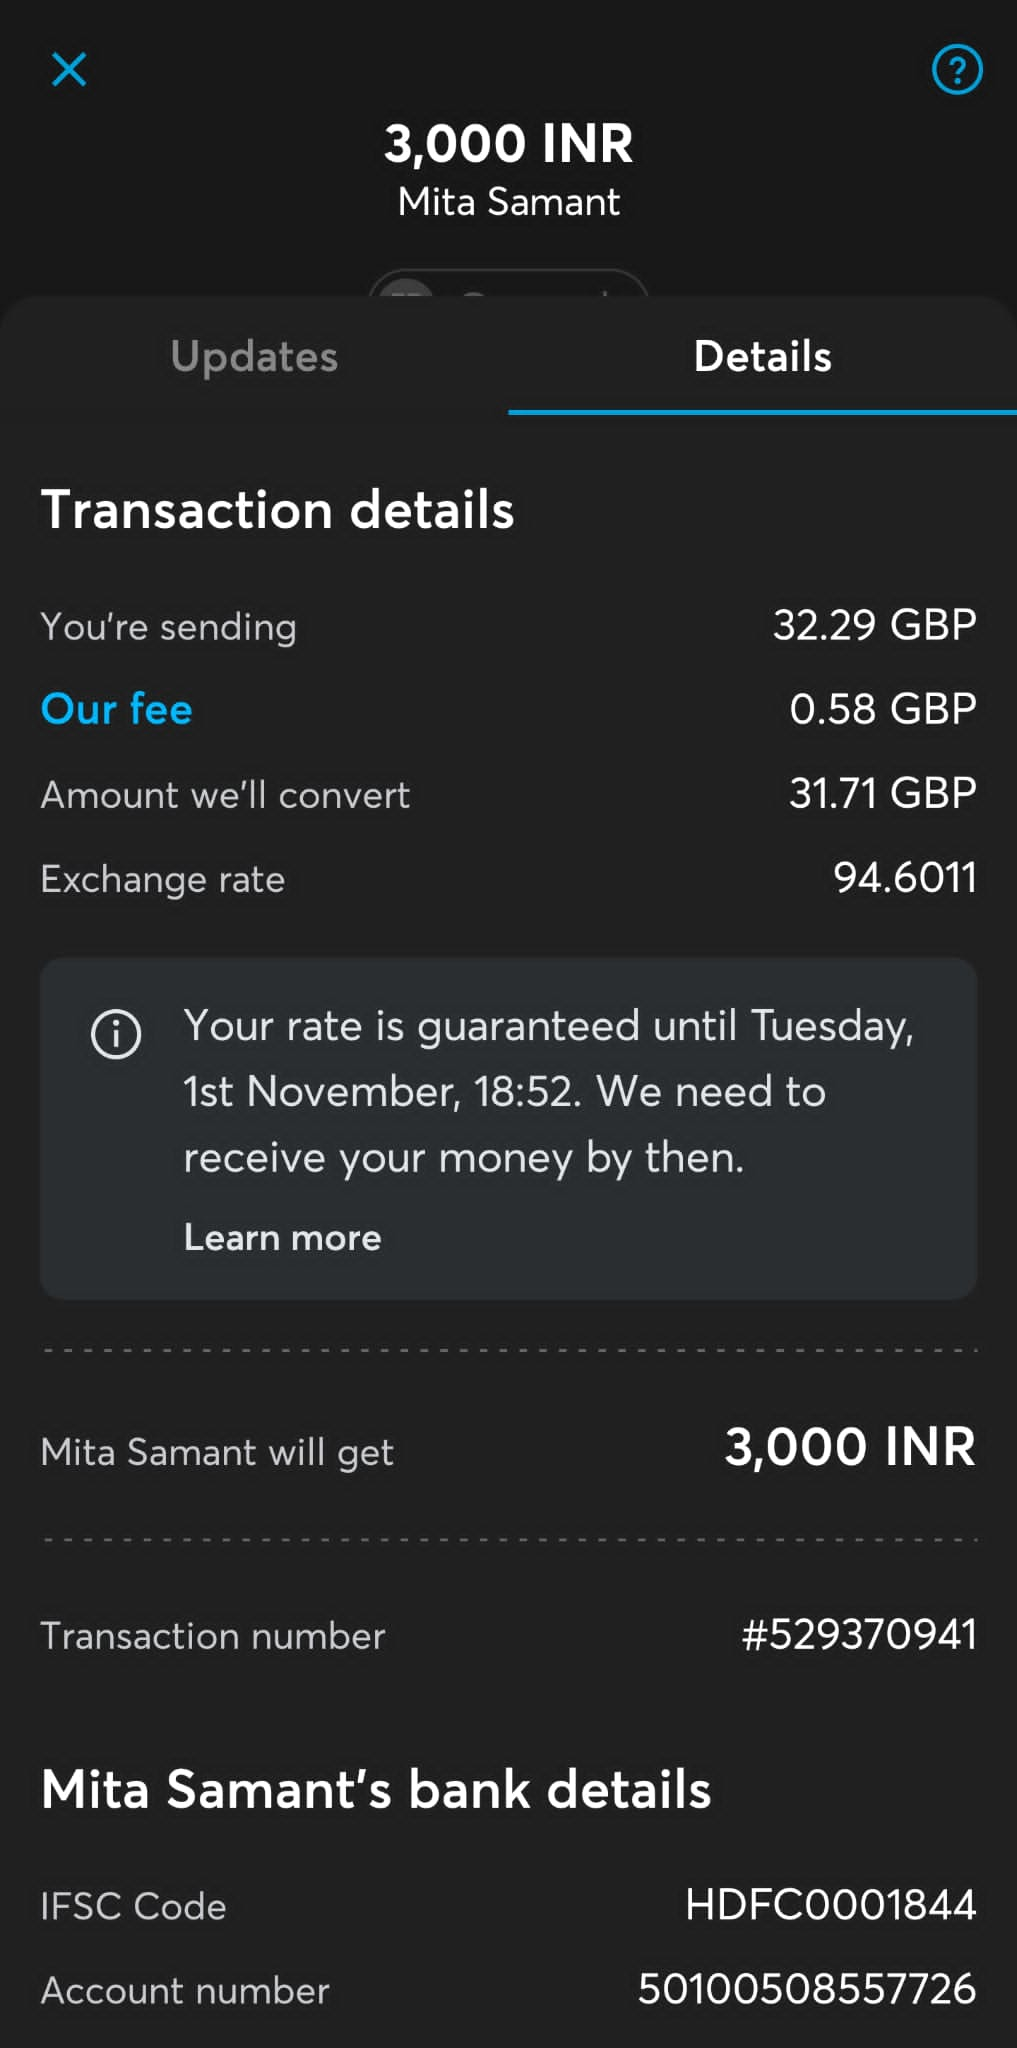 3,000 INR
Mita Samant
Updates
Details
Transaction details
You're sending
32.29 GBP
Our fee
0.58 GBP
Amount we'll convert
31.71 GBP
Exchange rate
94.6011
Your rate is guaranteed until Tuesday,
1st November, 18:52. We need to
receive your money by then.
Learn more
Mita Samant will get
3,000 INR
Transaction number
#529370941
Mita Samant's bank details
IFSC Code
HDFC0001844
Account number
50100508557726